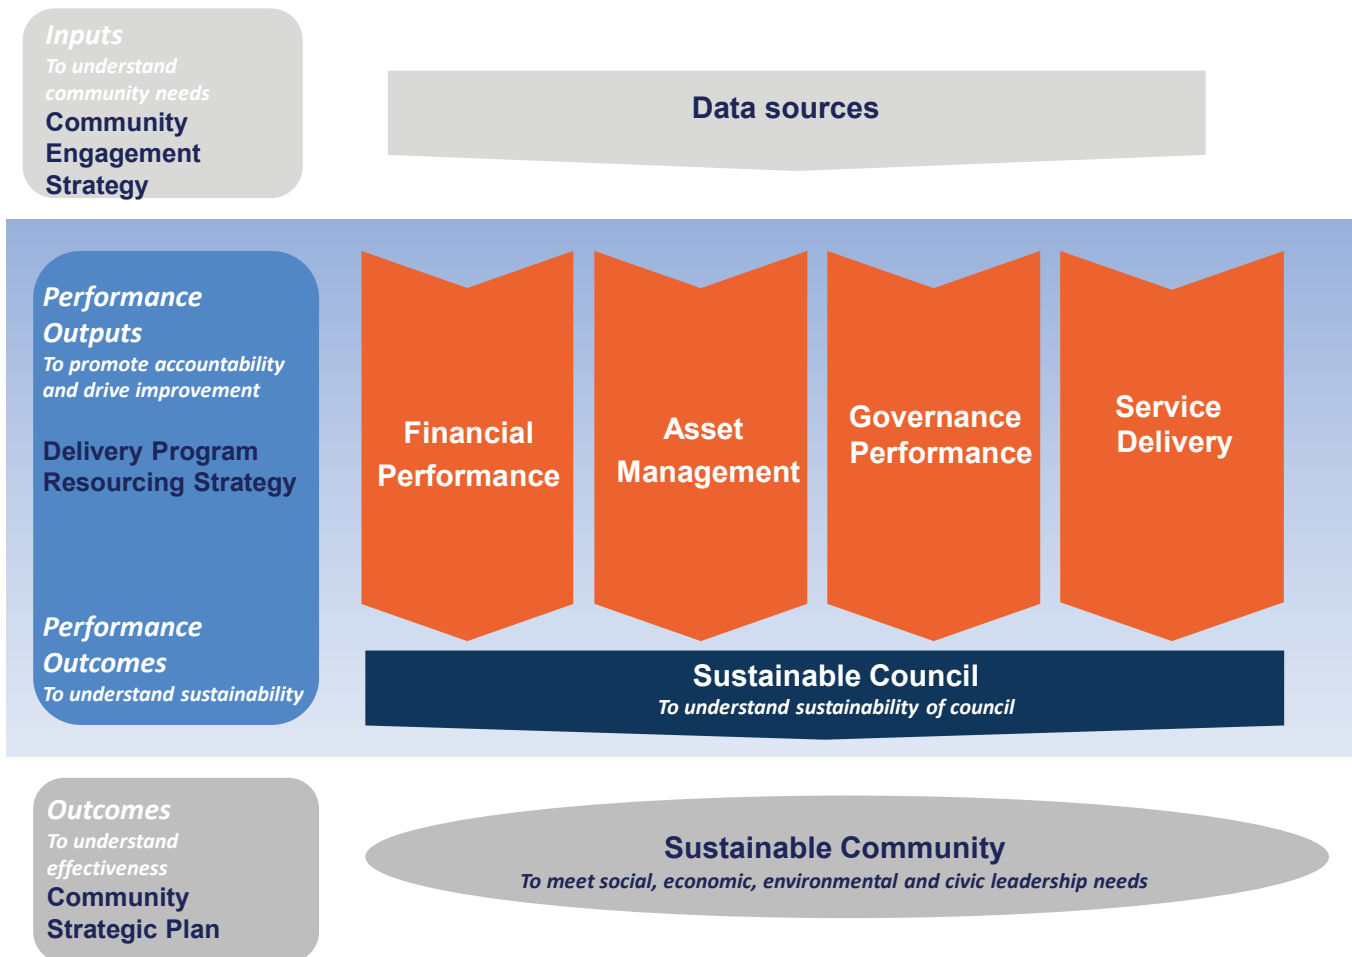 Inputs
To understand
community needs
Community
Engagement
Strategy
Data sources
Performance
Outputs
To promote accountability
and drive improvement
Delivery Program
Resourcing Strategy
Performance
Outcomes
To understand sustainability
Financial
Performance
Asset
Management
Governance
Performance
Service
Delivery
Sustainable Council
To understand sustainability of council
Outcomes
To understand
effectiveness
Community
Strategic Plan
Sustainable Community
To meet social, economic, environmental and civic leadership needs